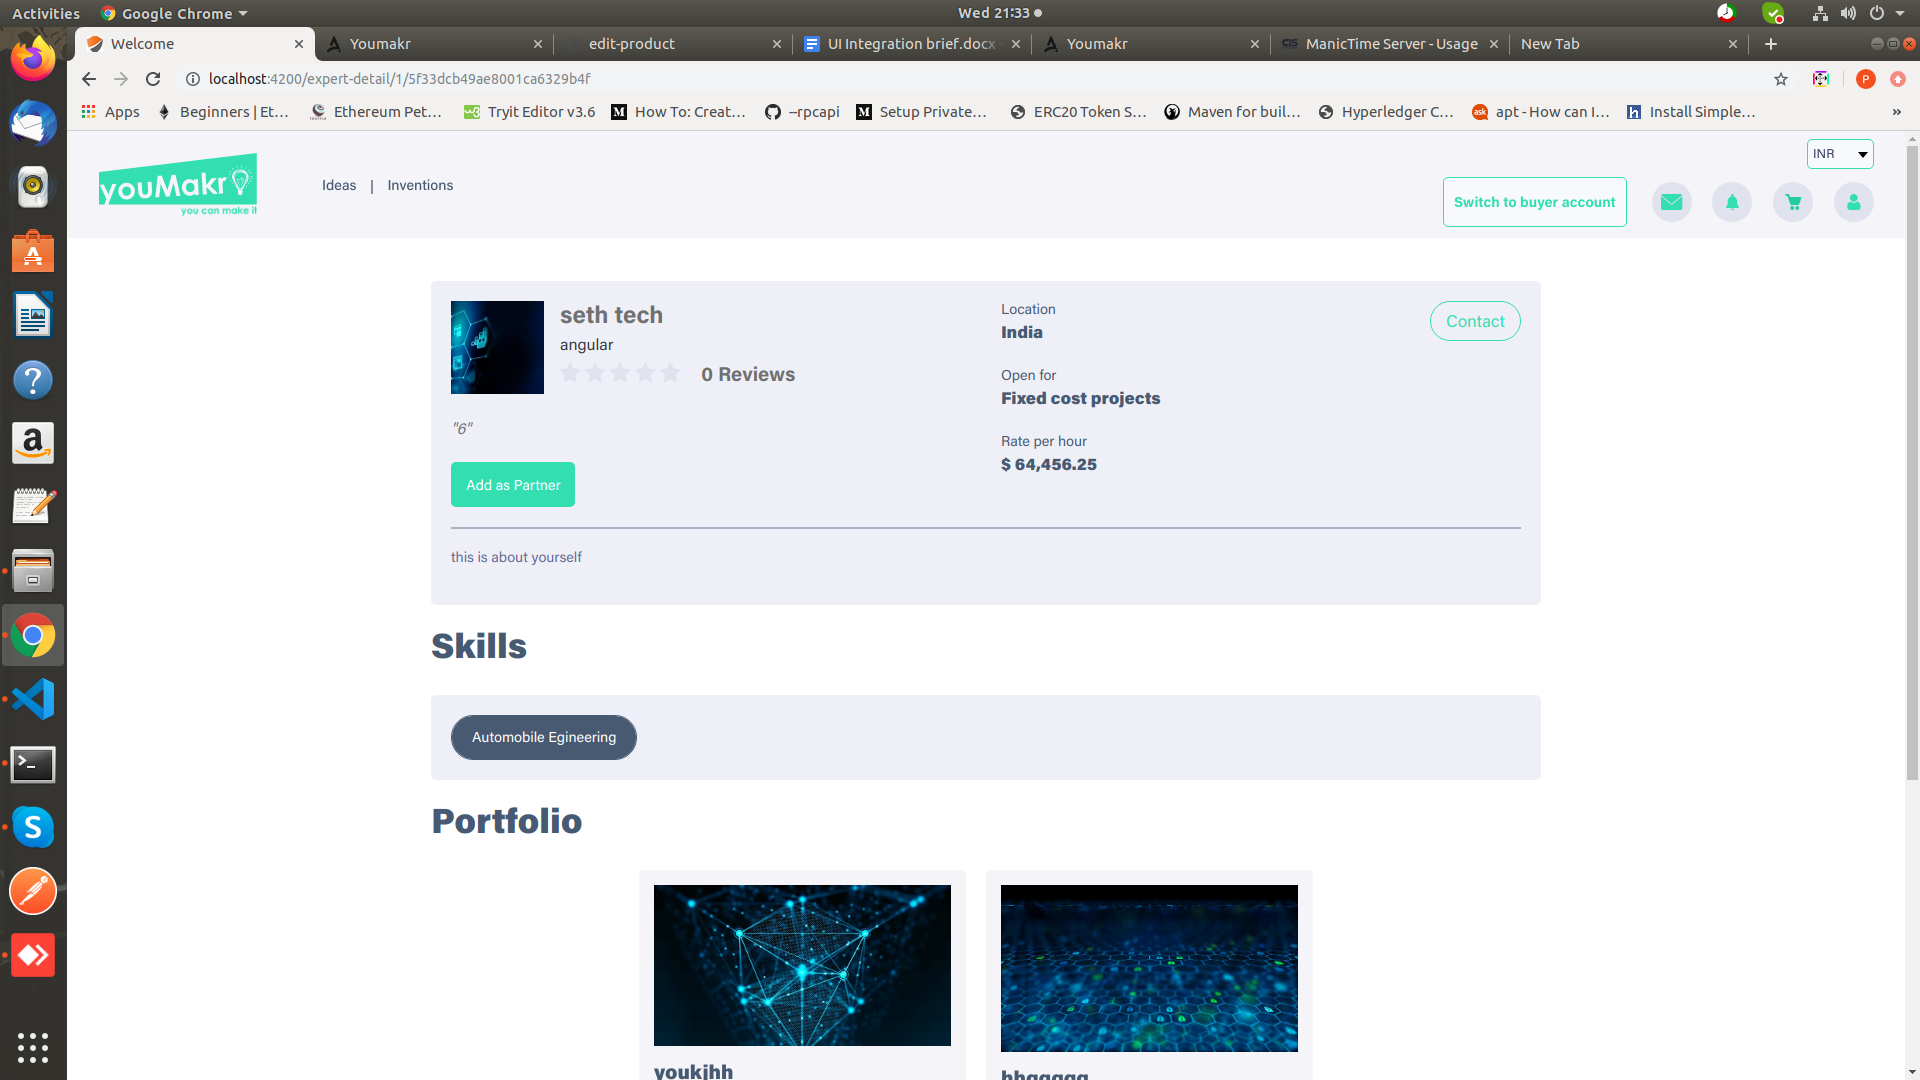 Activities
Google Chrome
Wed 21:33
Welcome
Youmakr
edit-product
UI Integration brief.docx
Youmakr
ManicTime Server - Usage
New Tab
localhost:4200/expert-detail/1/5f33dcb49ae8001ca6329b4f
P
Apps
Beginners | Et...
Ethereum Pet...
Tryit Editor v3.6
How To: Creat...
--rpcapi
Setup Private...
ERC20 Token S...
Maven for buil...
Hyperledger C...
apt - How can I...
Install Simple...
»
youMakr
you can make it
Ideas | Inventions
INR
Switch to buyer account
seth tech
angular
0 Reviews
"6"
Add as Partner
Location
India
Open for
Fixed cost projects
Rate per hour
$ 64,456.25
Contact
this is about yourself
Skills
Automobile Egineering
Portfolio
youkjhh